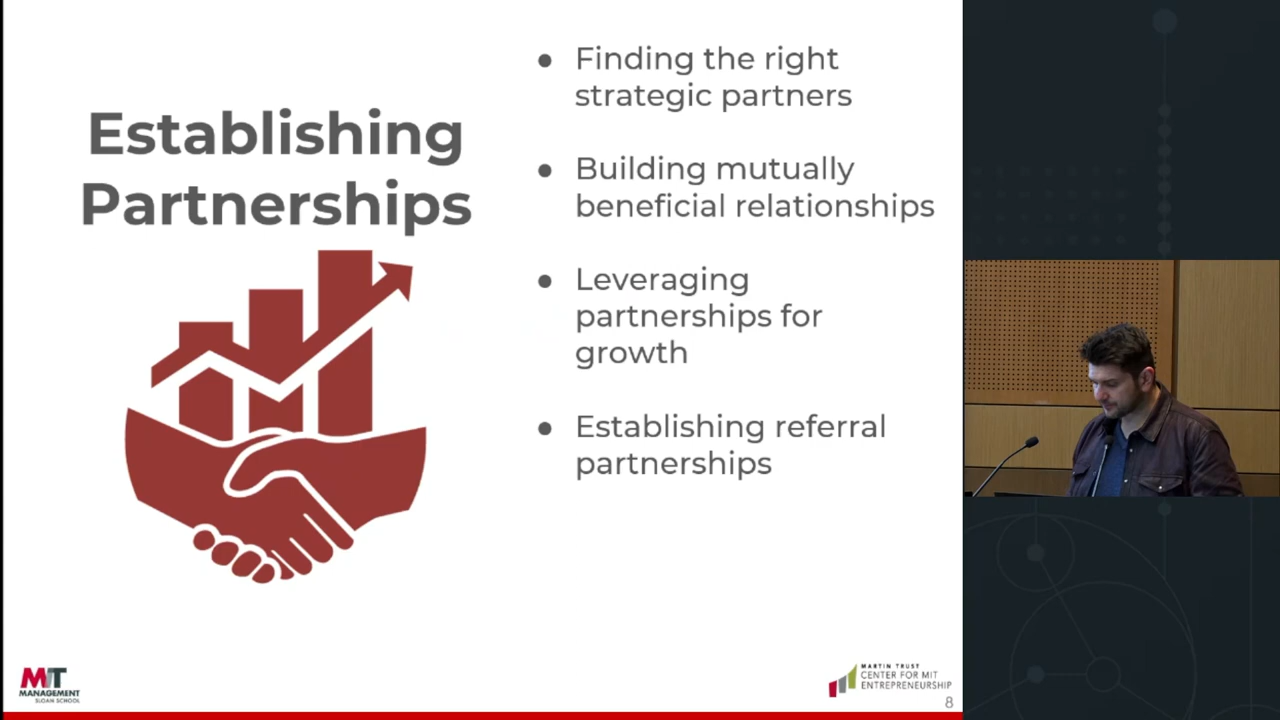 Establishing
Partnerships
● Finding the right
strategic partners
● Building mutually
beneficial relationships
● Leveraging
partnerships for
growth
● Establishing referral
partnerships
MIT
MANAGEMENT
SLOAN SCHOOL
MARTIN TRUST
CENTER FOR MIT
ENTREPRENEURSHIP
8